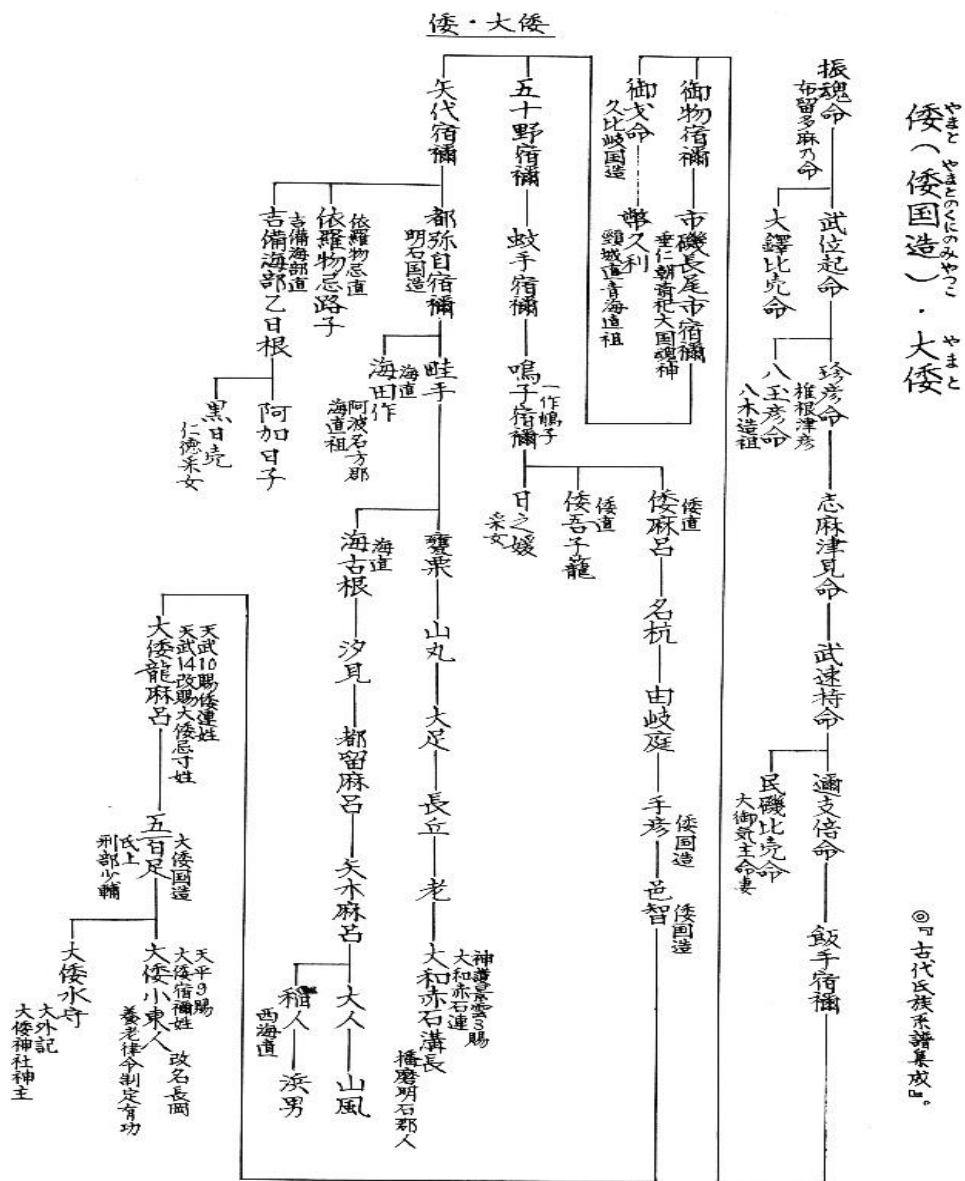 倭・大倭
倭（倭国造）・大倭
やまと やまとのくにのみやつこ やまと
◎『古代氏族系譜集成』。
振魂命
布留多麻乃命
武位起命
大鐸比売命
珍彦命
椎根津彦
八玉彦命
八木造祖
志麻津見命
武速持命
邇支倍命
民磯比売命
大御気主命妻
飯手宿禰
御物宿禰
御戈命
久比岐国造
市磯長尾市宿禰
垂仁朝斎祀大国魂神
幣久利
頸城直青海直祖
五十野宿禰
蚊手宿禰
鳴子宿禰
一作嶋子
倭直
倭麻呂
倭直
倭吾子籠
日之媛
采女
名杭
由岐庭
手彦
倭国造
邑智
倭国造
矢代宿禰
都弥自宿禰
明石国造
依羅物忌直
依羅物忌路子
吉備海部直
吉備海部乙日根
畦手
海直
海田作
阿波名方郡
海直祖
阿加日子
黒日売
仁徳采女
甕栗
海直
海古根
山丸
大足
長丘
老
神護景雲3賜
大和赤石連
大和赤石溝長
播磨明石郡人
汐見
都留麻呂
矢木麻呂
大人
山風
稲人
西海道
浜男
天武10賜倭連姓
天武14改賜大倭忌寸姓
大倭龍麻呂
五百足
大倭国造
氏上
刑部少輔
天平9賜
大倭宿禰姓
大倭小東人
改名長岡
養老律令制定有功
大倭水守
大外記
大倭神社神主